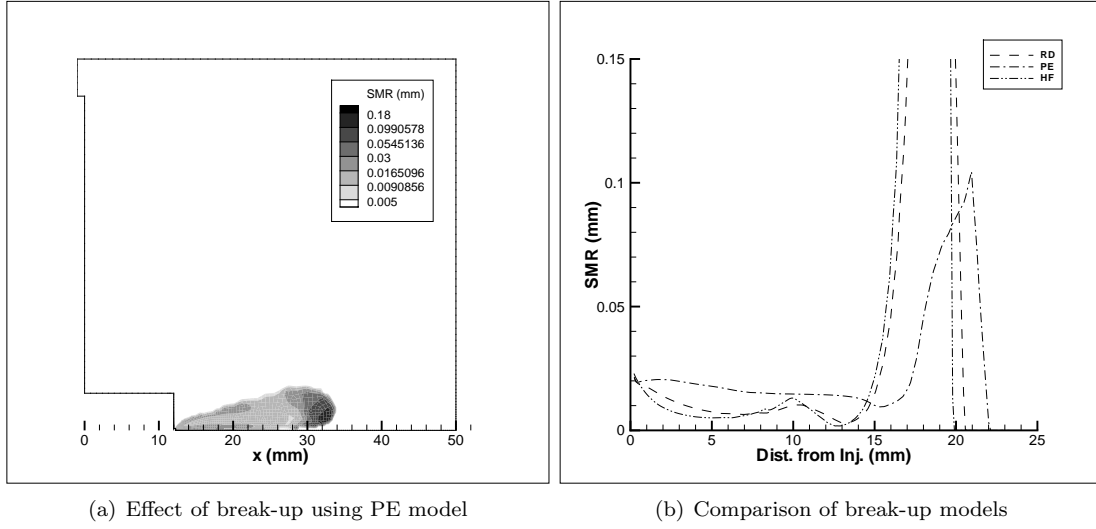 SMR (mm)
0.18
0.0990578
0.0545136
0.03
0.0165096
0.0090856
0.005
0 10 20 30 40 50
x (mm)
(a) Effect of break-up using PE model
RD
PE
HF
SMR (mm)
0.15
0.1
0.05
0
0 5 10 15 20 25
Dist. from Inj. (mm)
(b) Comparison of break-up models